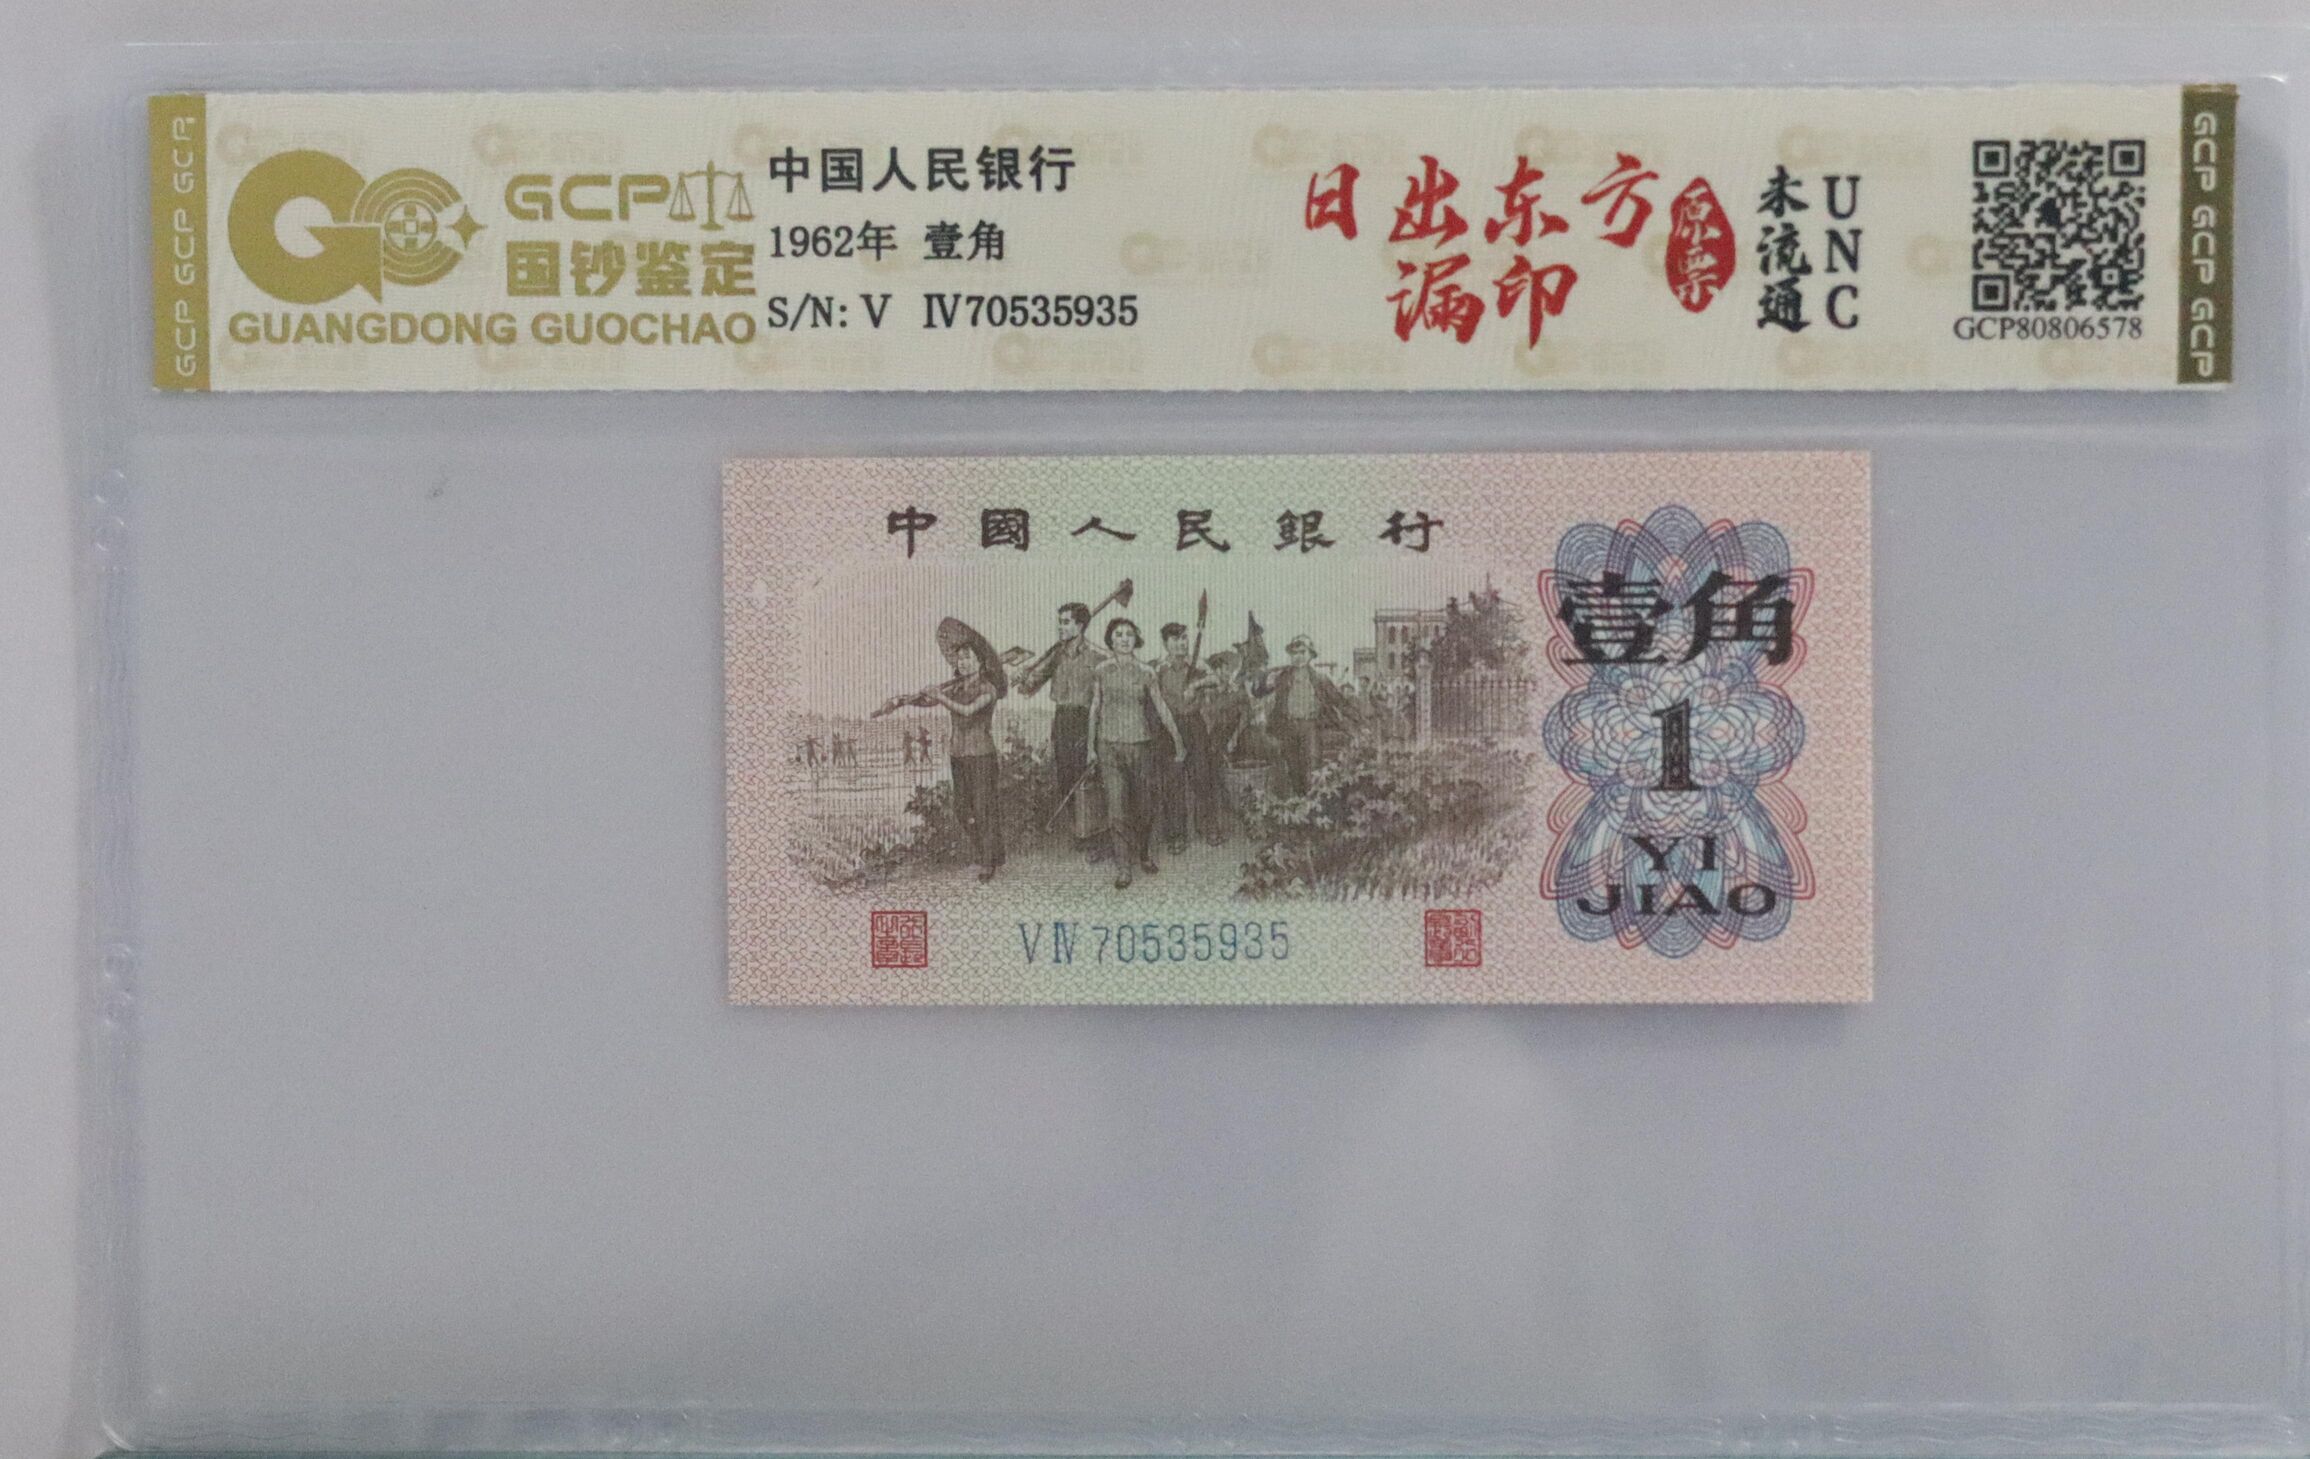 GCP GCP GCP
GCP
国钞鉴定
GUANGDONG GUOCHAO
中国人民银行
1962年 壹角
S/N: V Ⅳ70535935
日出东方
漏印
原票
未流通
UNC
GCP80806578
GCP GCP GCP
中國人民銀行
壹角
1
YI
JIAO
V Ⅳ 70535935